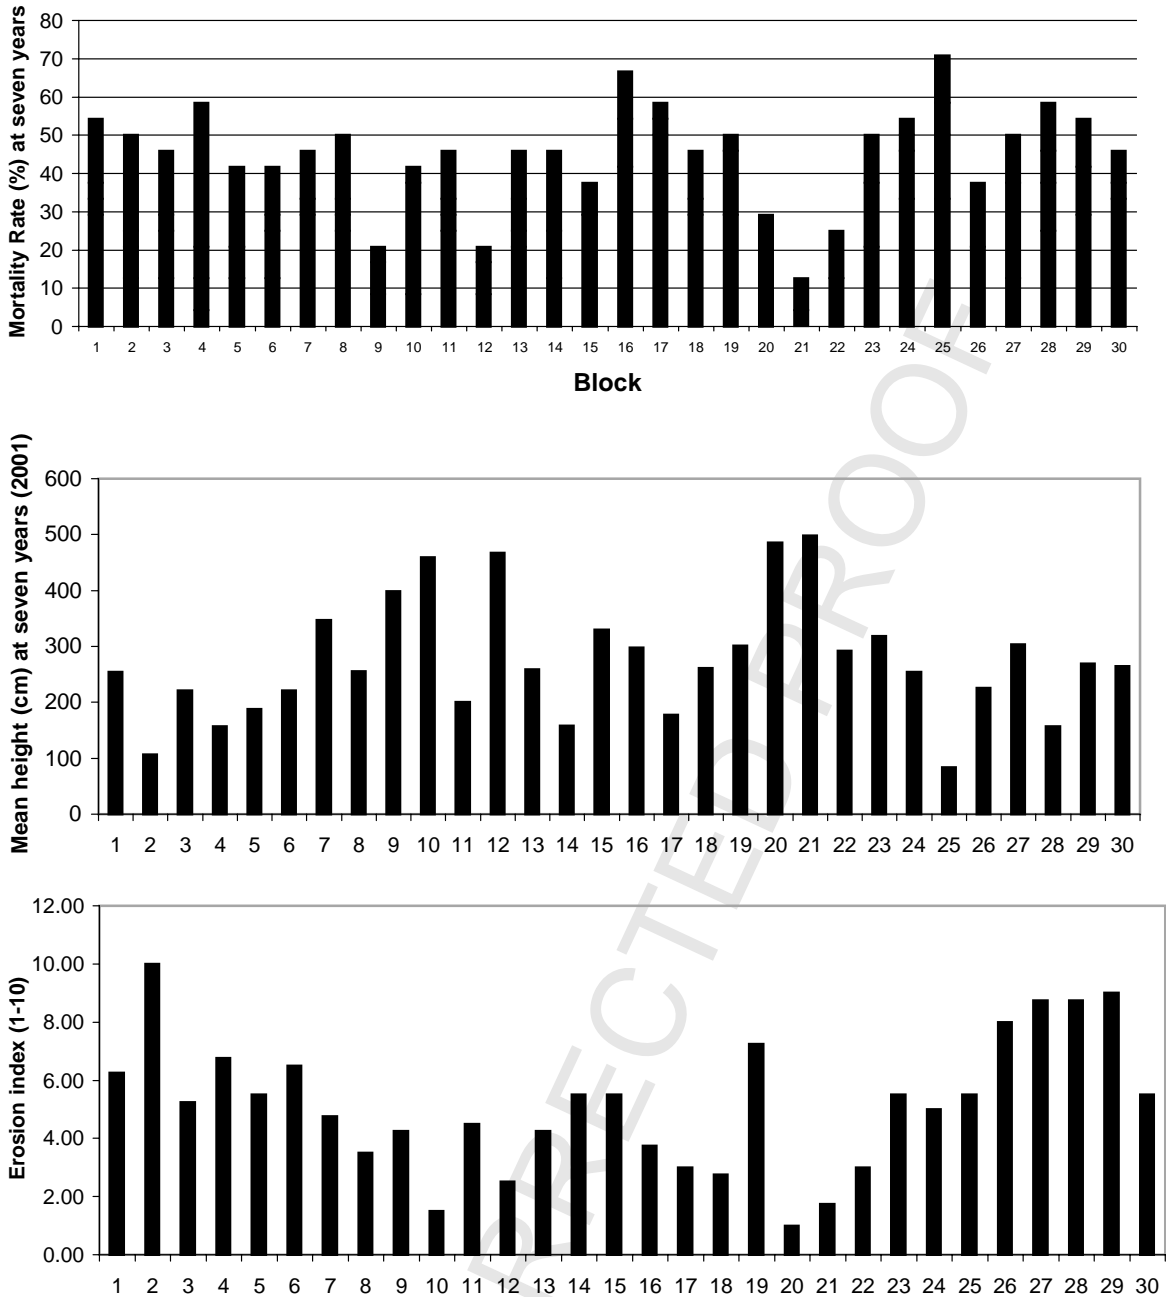 Mortality Rate (%) at seven years
80
70
60
50
40
30
20
10
0
1 2 3 4 5 6 7 8 9 10 11 12 13 14 15 16 17 18 19 20 21 22 23 24 25 26 27 28 29 30
Block
Mean height (cm) at seven years (2001)
600
500
400
300
200
100
0
1 2 3 4 5 6 7 8 9 10 11 12 13 14 15 16 17 18 19 20 21 22 23 24 25 26 27 28 29 30
Erosion index (1-10)
12.00
10.00
8.00
6.00
4.00
2.00
0.00
1 2 3 4 5 6 7 8 9 10 11 12 13 14 15 16 17 18 19 20 21 22 23 24 25 26 27 28 29 30
RRECTED PROOF